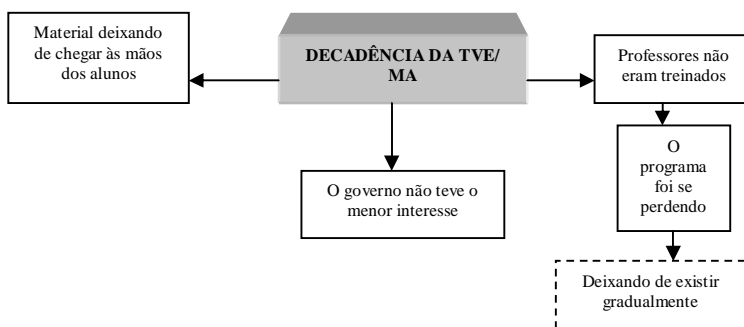 Material deixando
de chegar às mãos
dos alunos
DECADÊNCIA DA TVE/
MA
Professores não
eram treinados
O
programa
foi se
perdendo
O governo não teve o
menor interesse
Deixando de existir
gradualmente